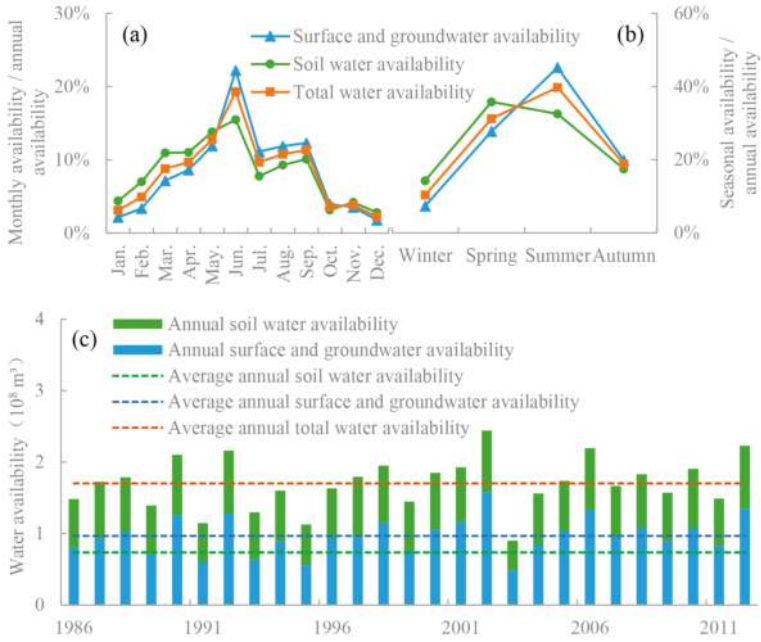 30%
20%
10%
0%
Monthly availability / annual
availability
(a)
Surface and groundwater availability
Soil water availability
Total water availability
(b)
60%
40%
20%
0%
Seasonal availability /
annual availability
Jan.
Feb.
Mar.
Apr.
May.
Jun.
Jul.
Aug.
Sep.
Oct.
Nov.
Dec.
Winter
Spring
Summer
Autumn
(c)
Annual soil water availability
Annual surface and groundwater availability
Average annual soil water availability
Average annual surface and groundwater availability
Average annual total water availability
Water availability（10⁸ m³）
4
3
2
1
0
1986
1991
1996
2001
2006
2011